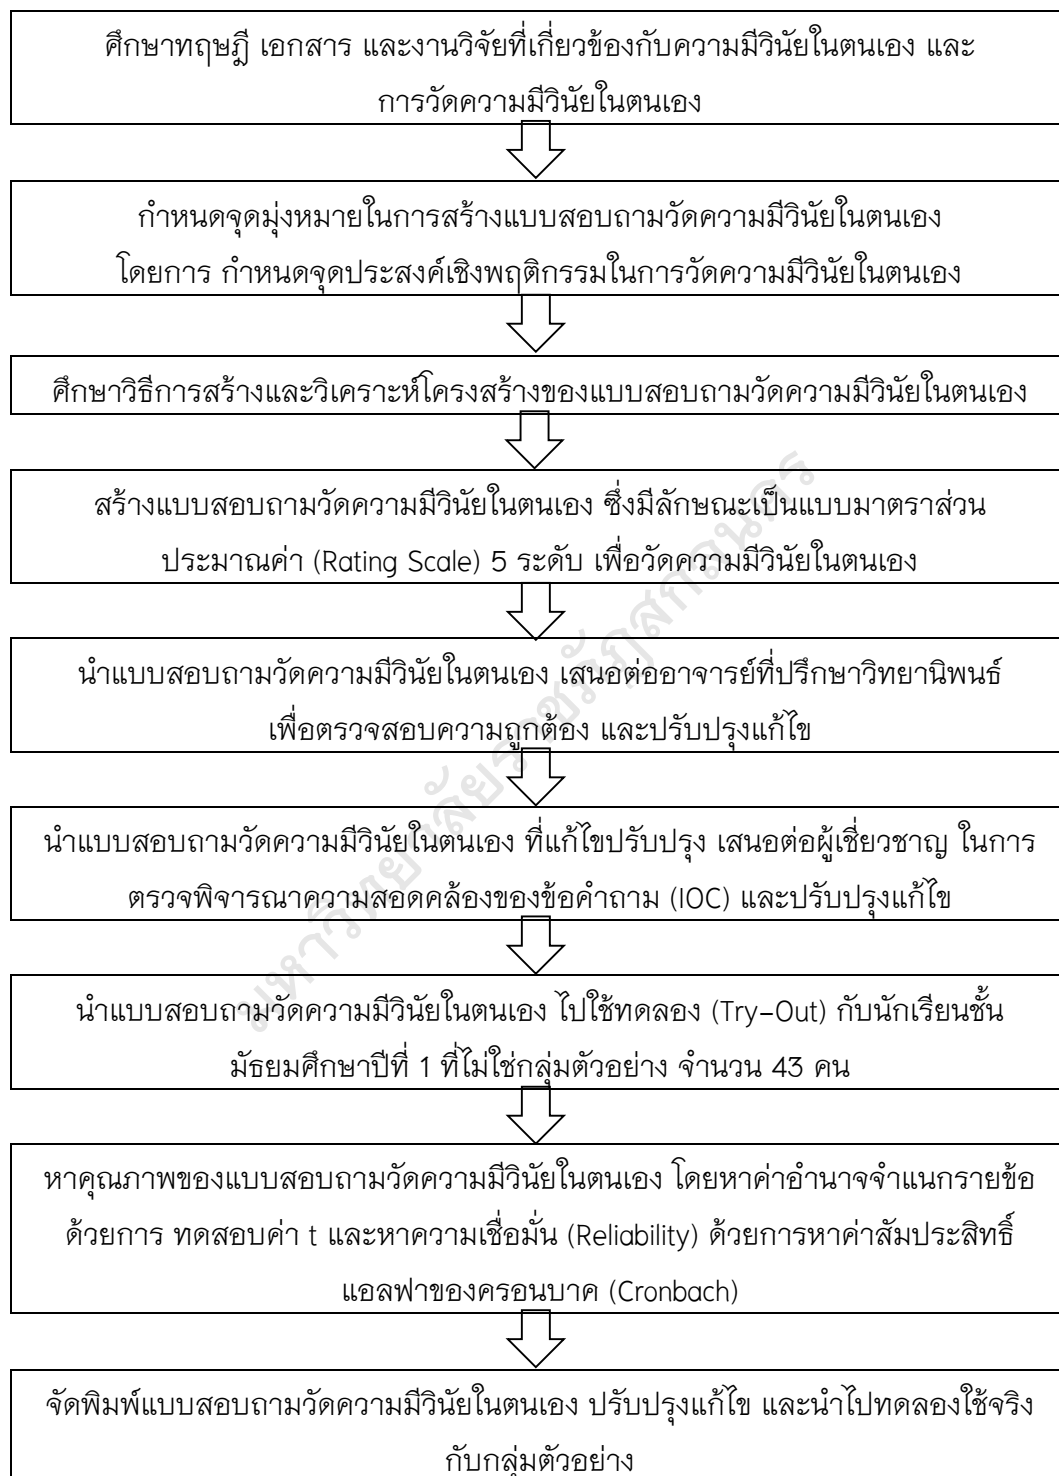 ศึกษาทฤษฎี เอกสาร และงานวิจัยที่เกี่ยวข้องกับความมีวินัยในตนเอง และ
การวัดความมีวินัยในตนเอง
กำหนดจุดมุ่งหมายในการสร้างแบบสอบถามวัดความมีวินัยในตนเอง
โดยการ กำหนดจุดประสงค์เชิงพฤติกรรมในการวัดความมีวินัยในตนเอง
ศึกษาวิธีการสร้างและวิเคราะห์โครงสร้างของแบบสอบถามวัดความมีวินัยในตนเอง
สร้างแบบสอบถามวัดความมีวินัยในตนเอง ซึ่งมีลักษณะเป็นแบบมาตราส่วน
ประมาณค่า (Rating Scale) 5 ระดับ เพื่อวัดความมีวินัยในตนเอง
นำแบบสอบถามวัดความมีวินัยในตนเอง เสนอต่ออาจารย์ที่ปรึกษาวิทยานิพนธ์
เพื่อตรวจสอบความถูกต้อง และปรับปรุงแก้ไข
นำแบบสอบถามวัดความมีวินัยในตนเอง ที่แก้ไขปรับปรุง เสนอต่อผู้เชี่ยวชาญ ในการ
ตรวจพิจารณาความสอดคล้องของข้อคำถาม (IOC) และปรับปรุงแก้ไข
นำแบบสอบถามวัดความมีวินัยในตนเอง ไปใช้ทดลอง (Try-Out) กับนักเรียนชั้น
มัธยมศึกษาปีที่ 1 ที่ไม่ใช่กลุ่มตัวอย่าง จำนวน 43 คน
หาคุณภาพของแบบสอบถามวัดความมีวินัยในตนเอง โดยหาค่าอำนาจจำแนกรายข้อ
ด้วยการ ทดสอบค่า t และหาความเชื่อมั่น (Reliability) ด้วยการหาค่าสัมประสิทธิ์
แอลฟาของครอนบาค (Cronbach)
จัดพิมพ์แบบสอบถามวัดความมีวินัยในตนเอง ปรับปรุงแก้ไข และนำไปทดลองใช้จริง
กับกลุ่มตัวอย่าง
มหาวิทยาลัยราชภัฏสกลนคร